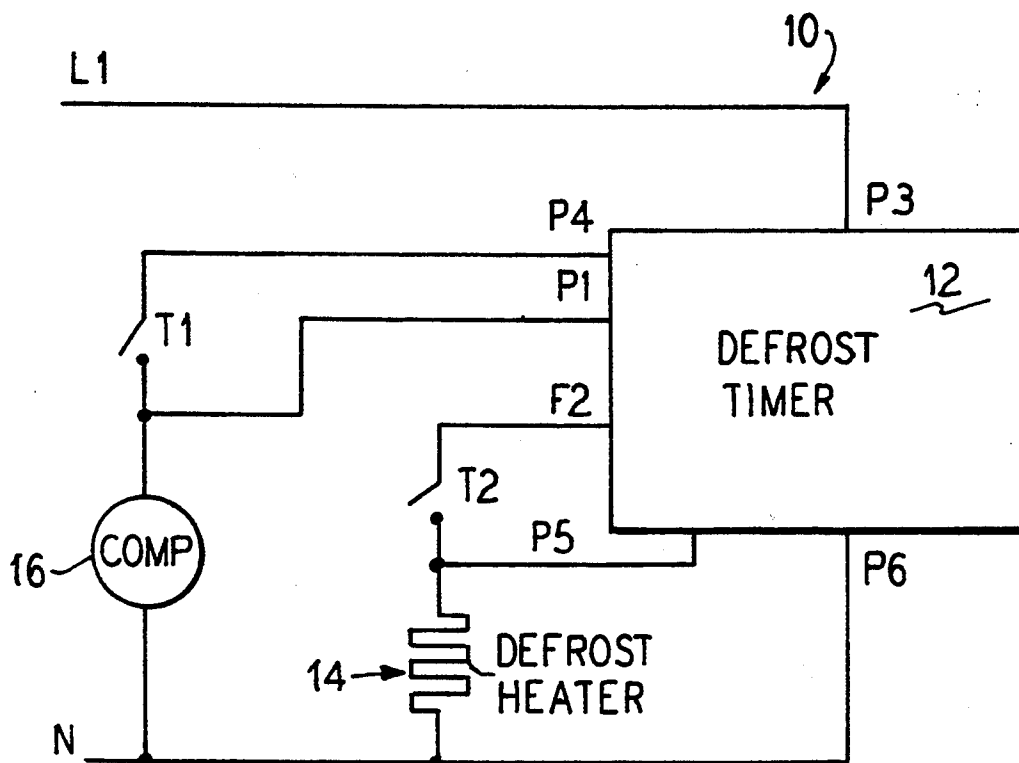 10
L1
P3
P4
12
P1
T1
DEFROST
TIMER
F2
T2
P5
COMP
16
P6
14
DEFROST
HEATER
N